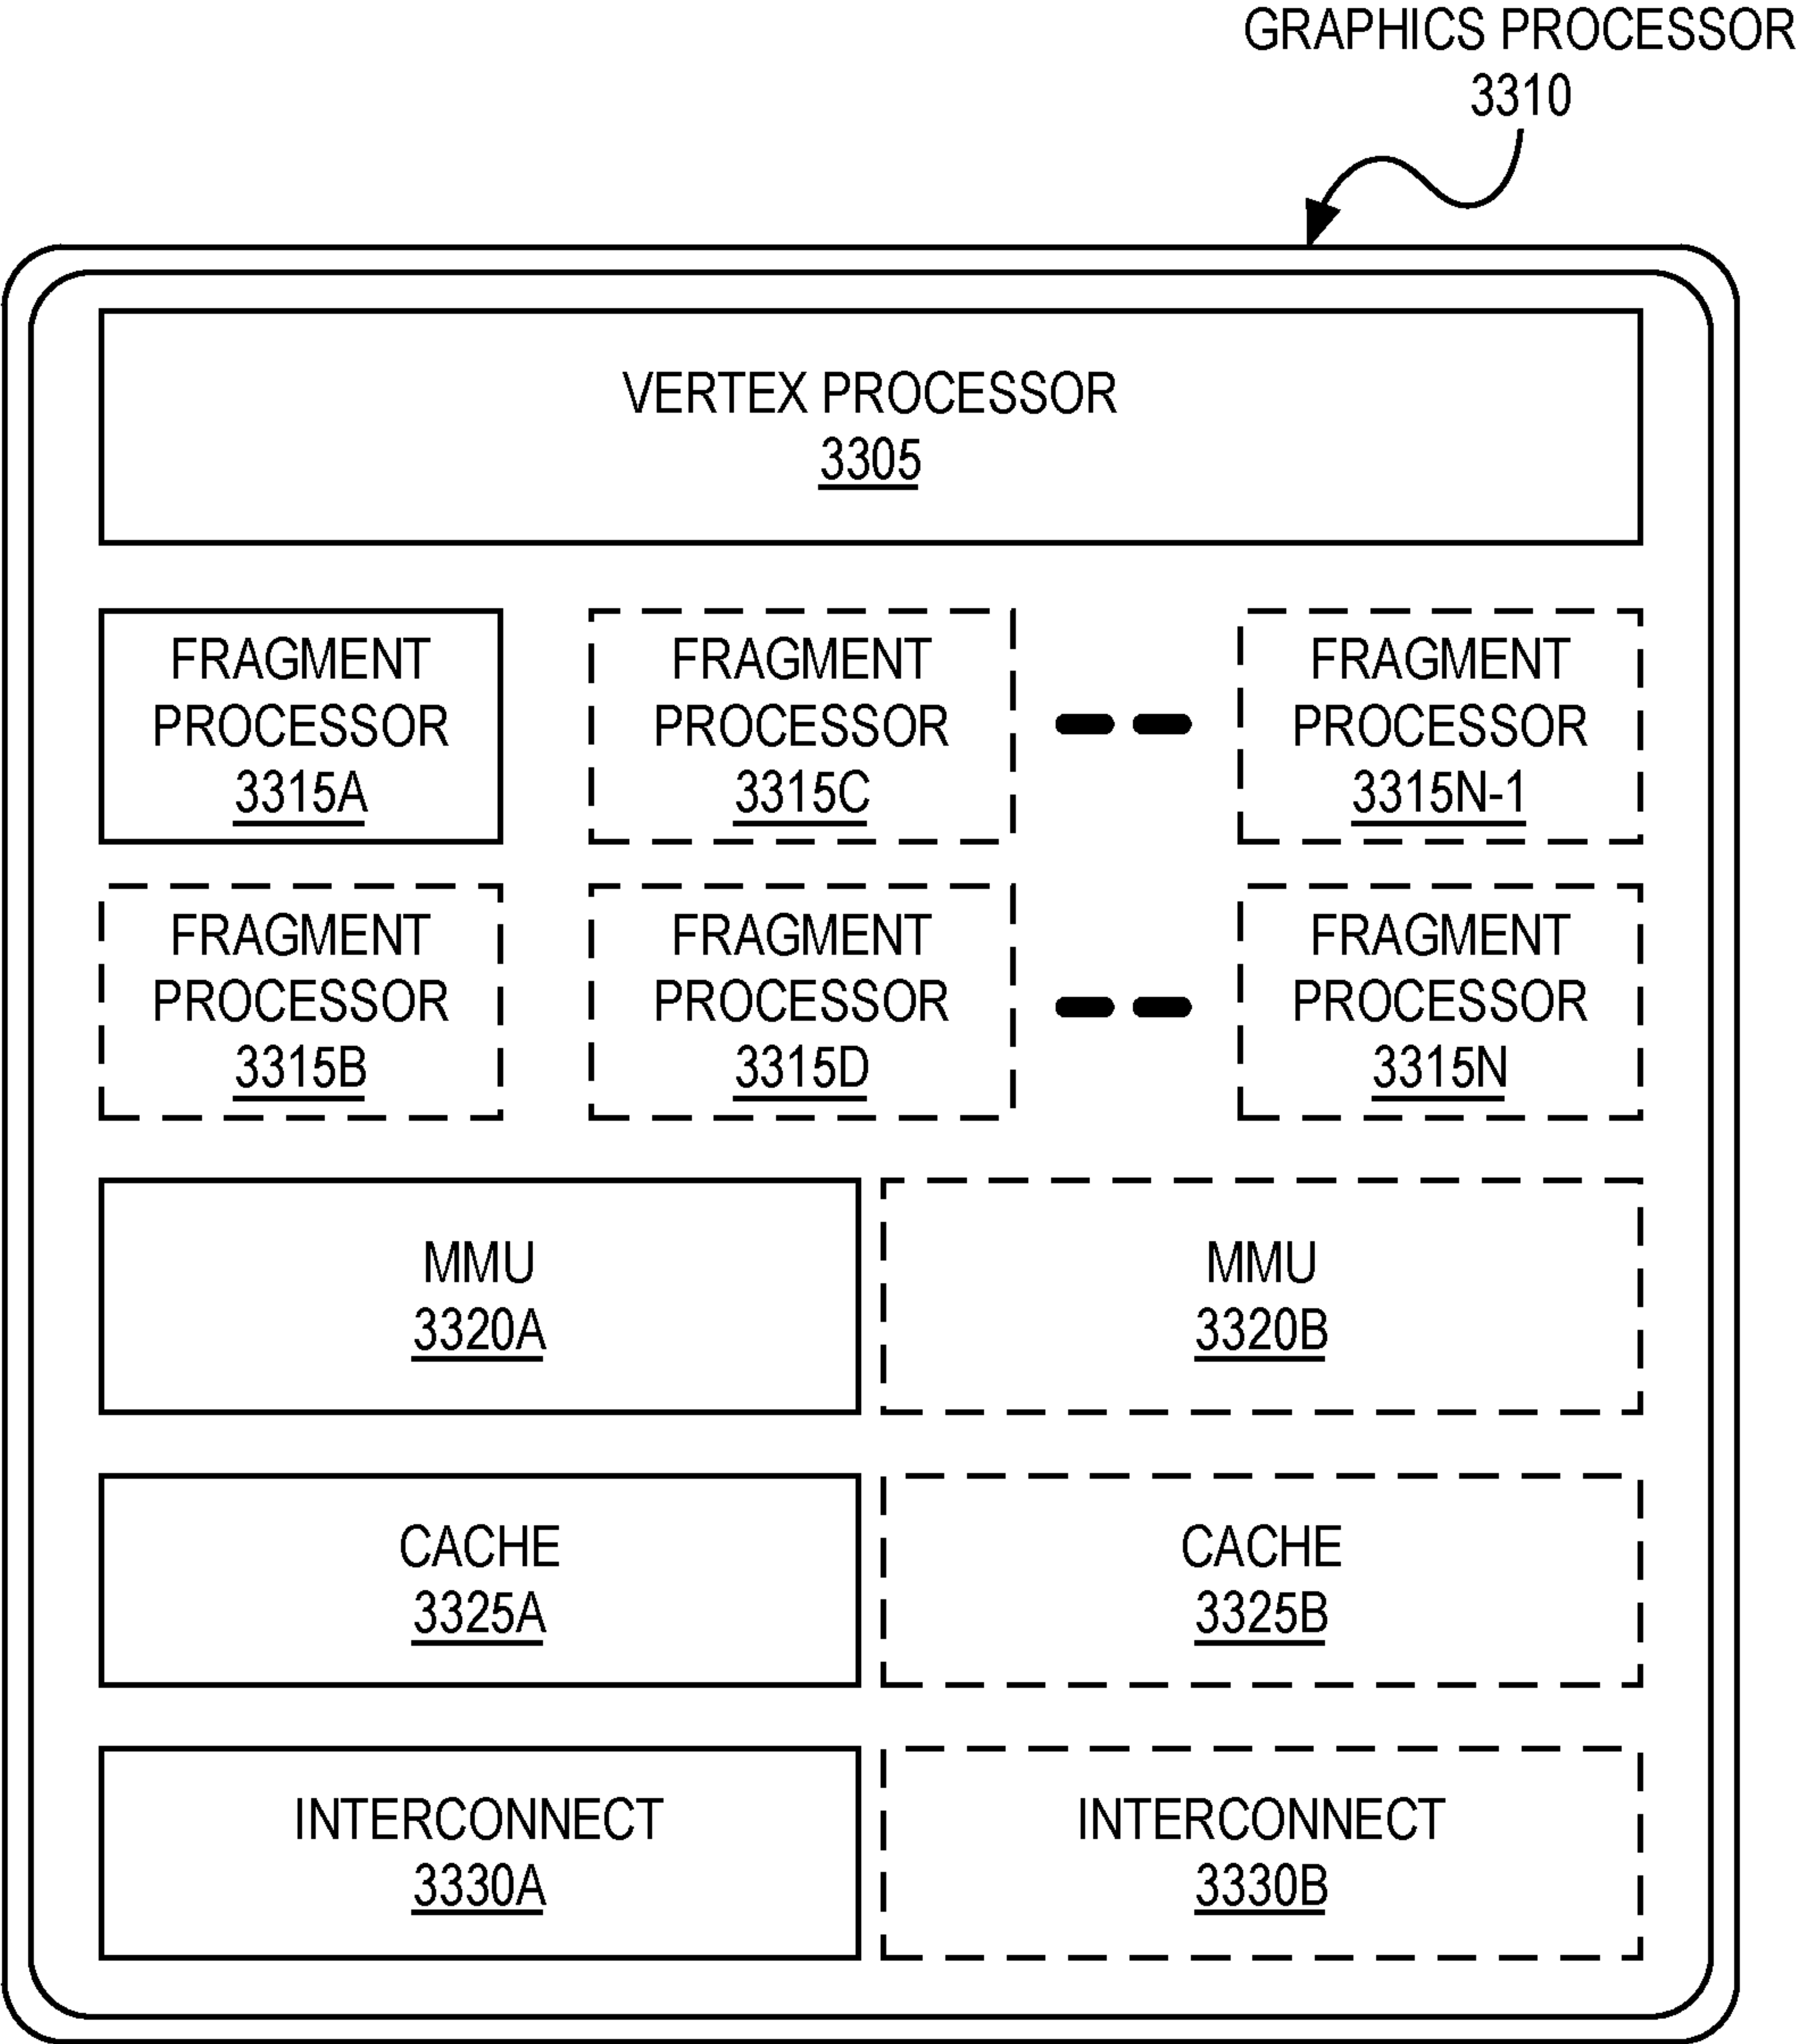 GRAPHICS PROCESSOR
3310
VERTEX PROCESSOR
3305
FRAGMENT
PROCESSOR
3315A
FRAGMENT
PROCESSOR
3315C
FRAGMENT
PROCESSOR
3315N-1
FRAGMENT
PROCESSOR
3315B
FRAGMENT
PROCESSOR
3315D
FRAGMENT
PROCESSOR
3315N
MMU
3320A
MMU
3320B
CACHE
3325A
CACHE
3325B
INTERCONNECT
3330A
INTERCONNECT
3330B